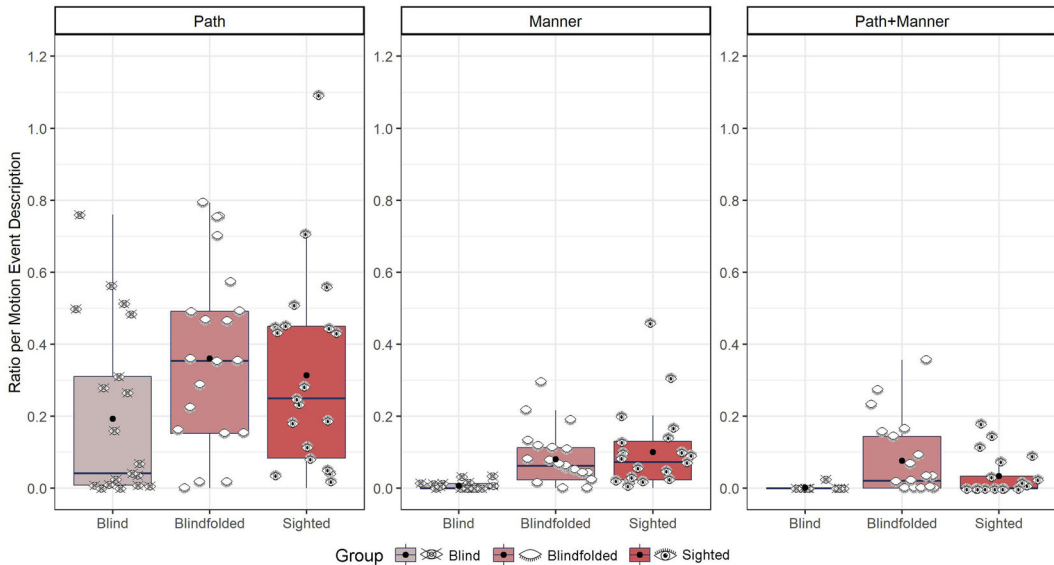 Path Manner Path+Manner
Ratio per Motion Event Description
1.2 1.2 1.2
1.0 1.0 1.0
0.8 0.8 0.8
0.6 0.6 0.6
0.4 0.4 0.4
0.2 0.2 0.2
0.0 0.0 0.0
Blind Blindfolded Sighted Blind Blindfolded Sighted Blind Blindfolded Sighted
Group Blind Blindfolded Sighted